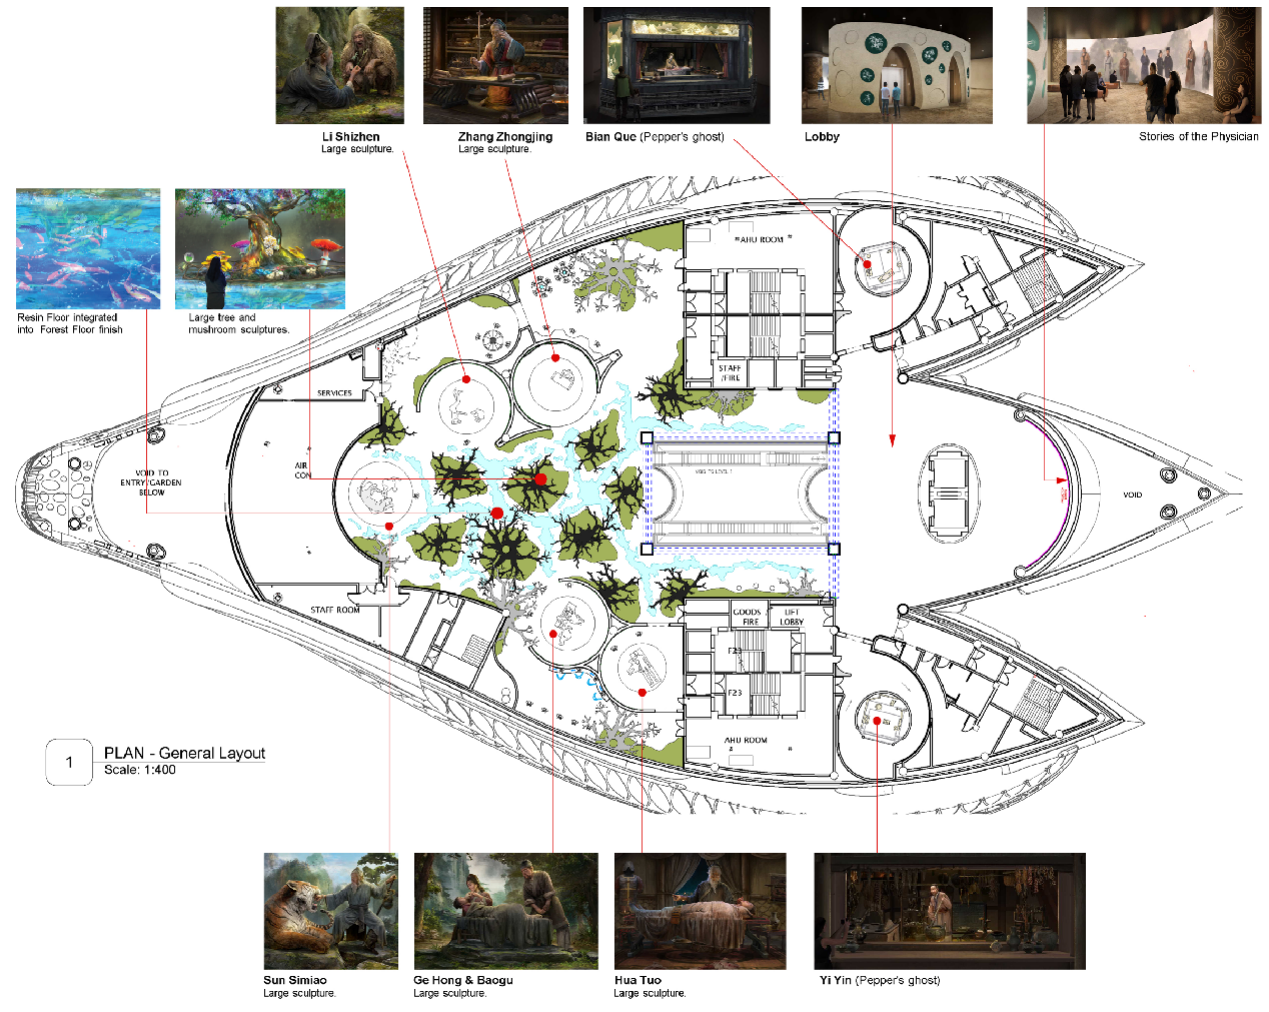 Li Shizhen
Large sculpture.
Zhang Zhongjing
Large sculpture.
Bian Que (Pepper's ghost)
Lobby
Stories of the Physician
Resin Floor integrated
into Forest Floor finish
Large tree and
mushroom sculptures.
"AHU ROOM "
STAFF
/FIRE
SERVICES
AIR
CON
VOID TO
ENTRY/GARDEN
BELOW
VOID
STAFF ROOM
GOODS
FIRE
LIFT
LOBBY
F23
F23
AHU ROOM
1
PLAN - General Layout
Scale: 1:400
Sun Simiao
Large sculpture.
Ge Hong & Baogu
Large sculpture.
Hua Tuo
Large sculpture.
Yi Yin (Pepper's ghost)